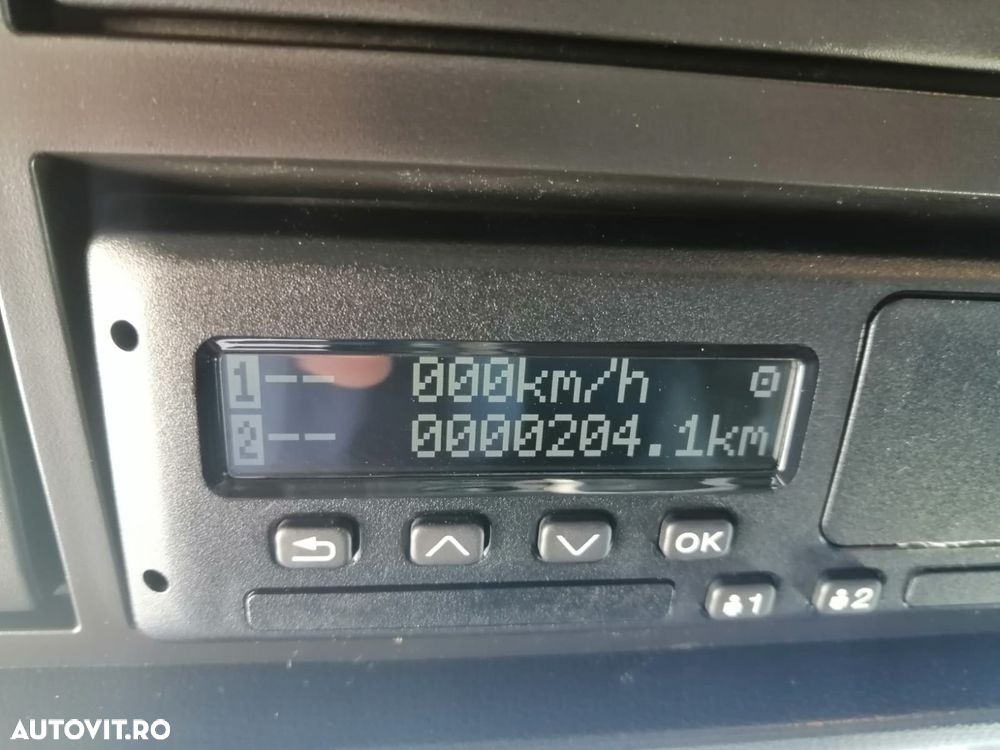 1 -- 000km/h
2 -- 0000204.1km
OK
1 2
AUTOVIT.RO